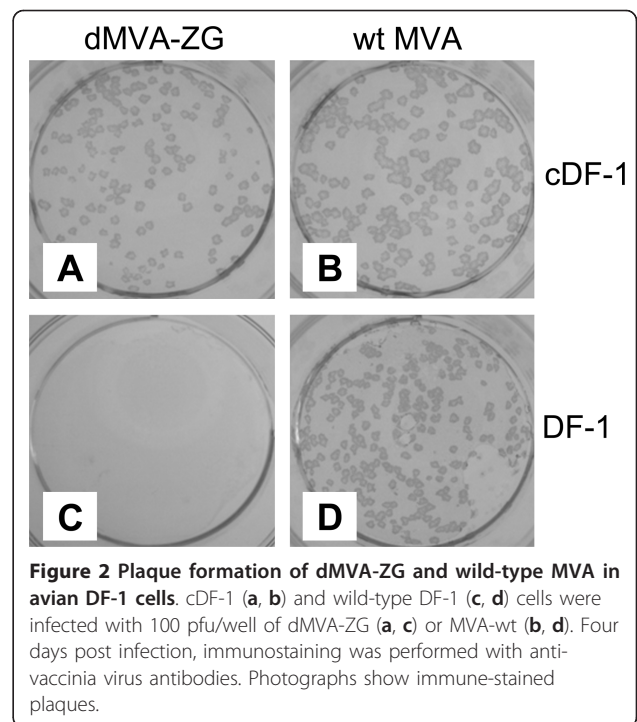 dMVA-ZG
wt MVA
cDF-1
A
B
DF-1
C
D
Figure 2 Plaque formation of dMVA-ZG and wild-type MVA in
avian DF-1 cells. cDF-1 (a, b) and wild-type DF-1 (c, d) cells were
infected with 100 pfu/well of dMVA-ZG (a, c) or MVA-wt (b, d). Four
days post infection, immunostaining was performed with anti-
vaccinia virus antibodies. Photographs show immune-stained
plaques.